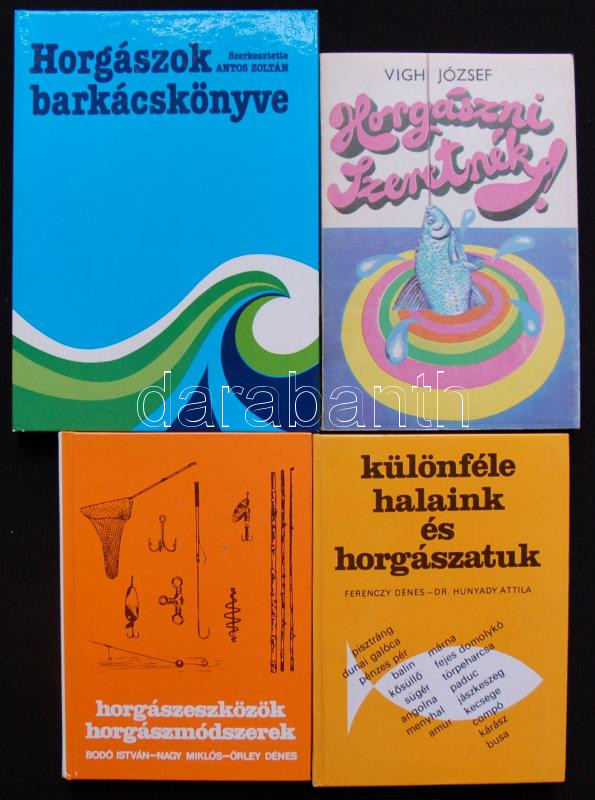 Horgászok
Szerkesztette
ANTOS ZOLTÁN
barkácskönyve
VIGH JÓZSEF
Horgászni
Szeretnék!
darabanth
horgászeszközök
horgászmódszerek
BODÓ ISTVÁN–NAGY MIKLÓS–ŐRLEY DÉNES
különféle
halaink
és
horgászatuk
FERENCZY DÉNES–DR. HUNYADY ATTILA
pisztráng
dunai galóca
pénzes pér
balin
kősüllő
sügér
angolna
menyhal
amur
márna
fejes domolykó
törpeharcsa
paduc
jászkeszeg
kecsege
compó
kárász
busa